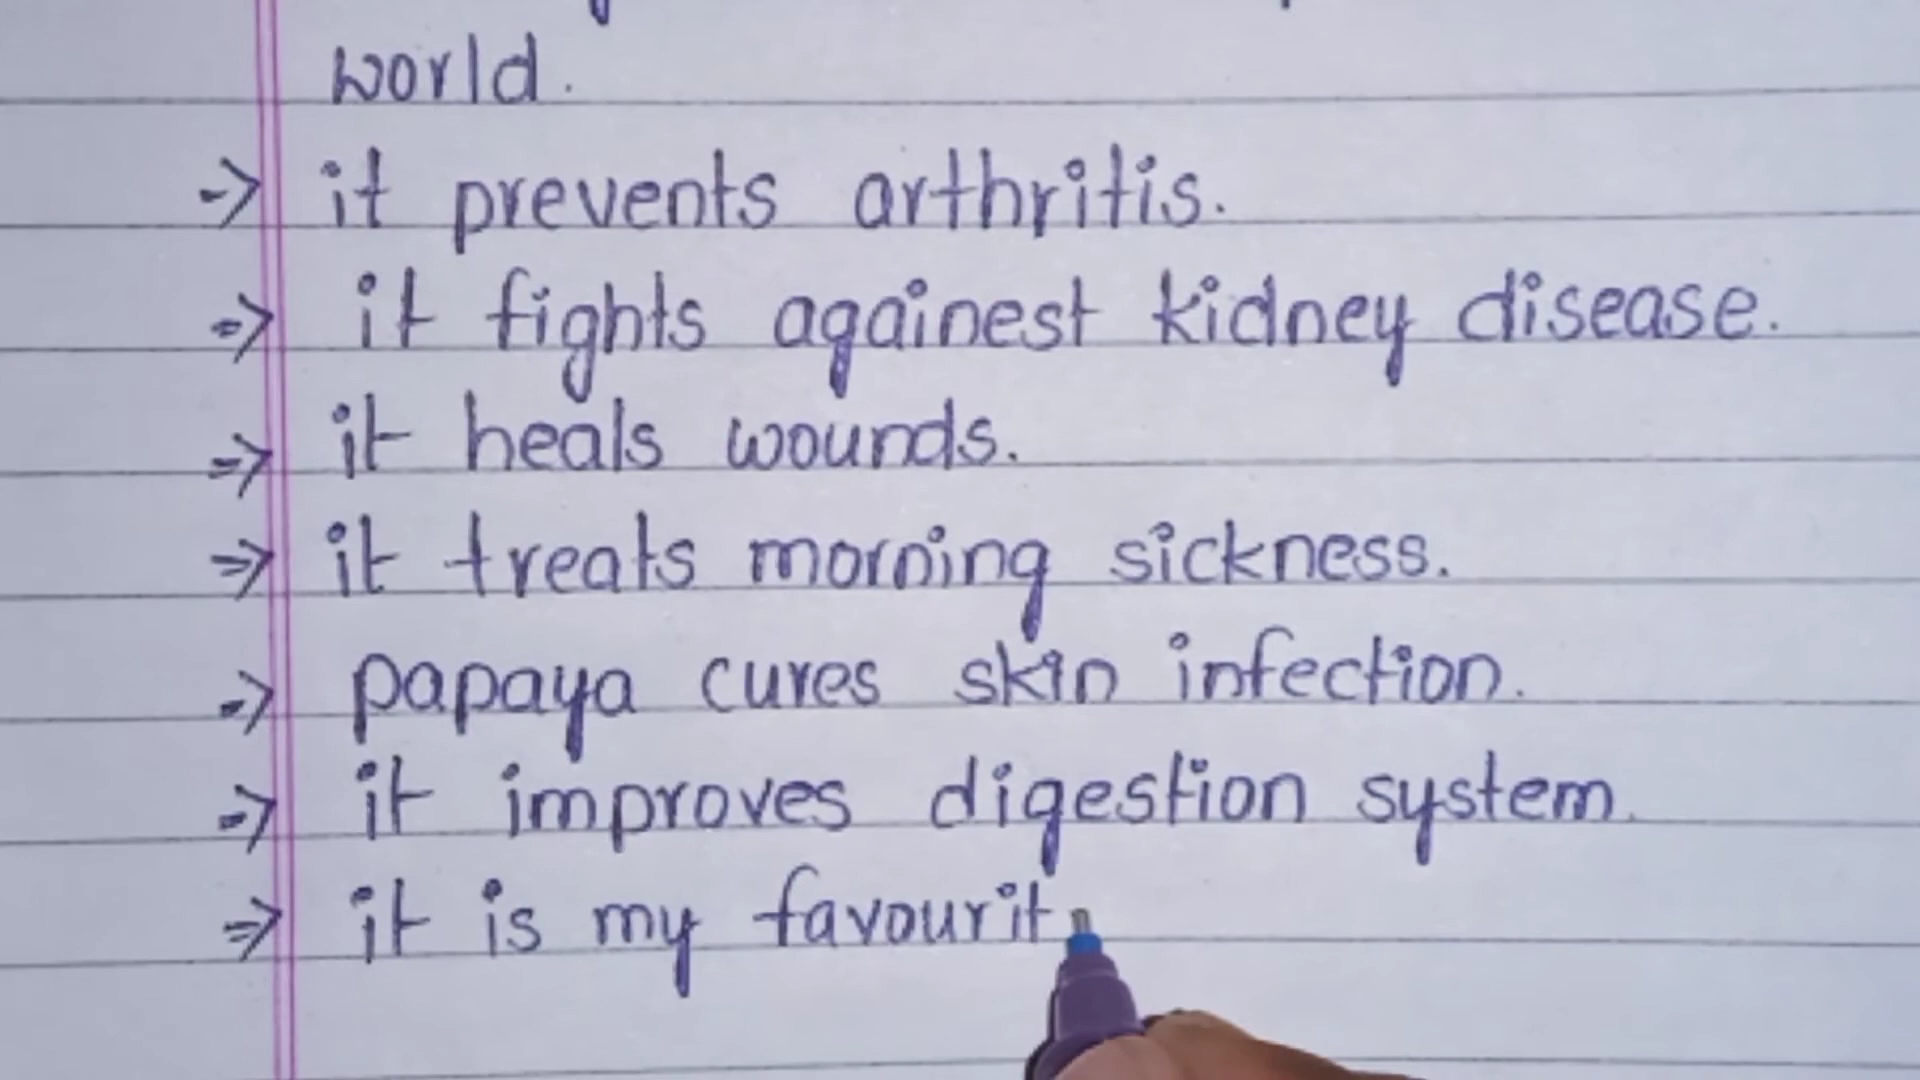 world.
=> it prevents arthritis.
=> it fights againest kidney disease.
=> it heals wounds.
=> it treats morning sickness.
=> papaya cures skin infection.
=> it improves digestion system.
=> it is my favourit